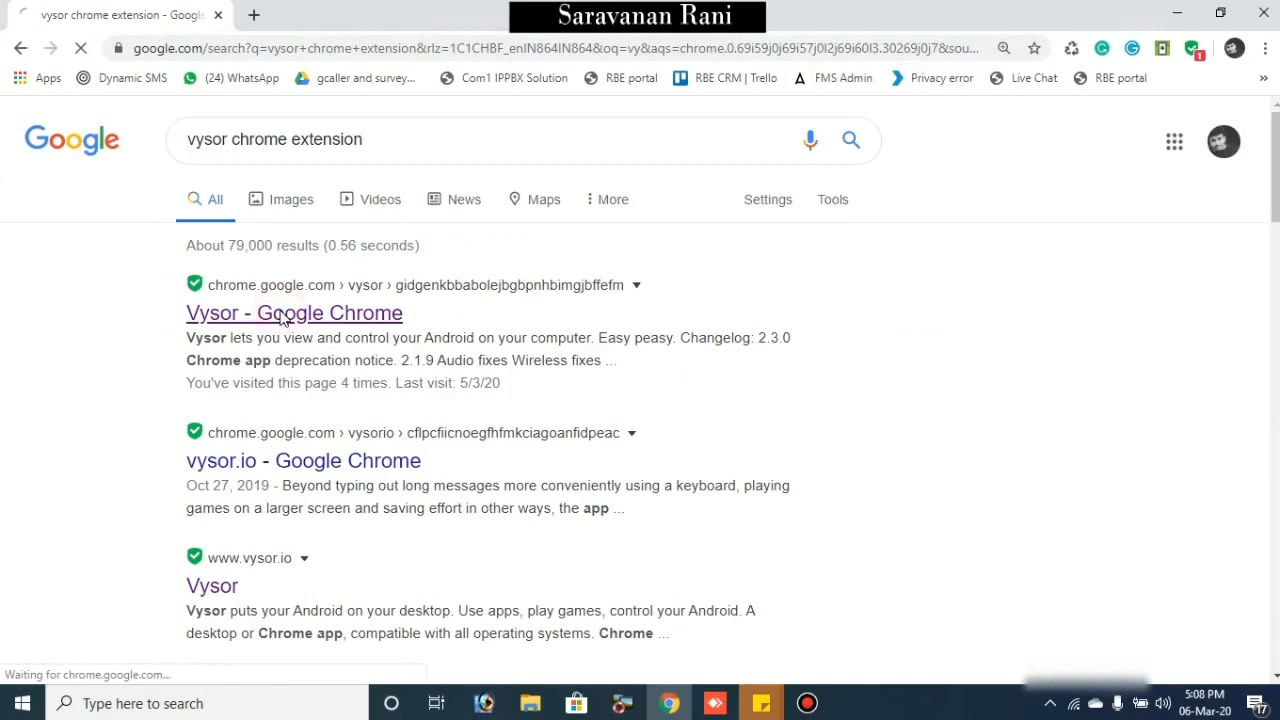 Saravanan Rani
vysor chrome extension - Google
google.com/search?q=vysor+chrome+extension&rlz=1C1CHBF_enIN864IN864&oq=vy&aqs=chrome.0.69i59j0j69i57j0l2j69i60l3.30269j0j7&sou...
1
Apps Dynamic SMS (24) WhatsApp gcaller and survey... Com1 IPPBX Solution RBE portal RBE CRM | Trello FMS Admin Privacy error Live Chat RBE portal »
Google
vysor chrome extension
All Images Videos News Maps More Settings Tools
About 79,000 results (0.56 seconds)
chrome.google.com › vysor › gidgenkbbabolejbgbpnhbimgjbffefm
Vysor - Google Chrome
Vysor lets you view and control your Android on your computer. Easy peasy. Changelog: 2.3.0
Chrome app deprecation notice. 2.1.9 Audio fixes Wireless fixes ...
You've visited this page 4 times. Last visit: 5/3/20
chrome.google.com › vysorio › cflpcfiicnoegfhfmkciagoanfidpeac
vysor.io - Google Chrome
Oct 27, 2019 - Beyond typing out long messages more conveniently using a keyboard, playing
games on a larger screen and saving effort in other ways, the app ...
www.vysor.io
Vysor
Vysor puts your Android on your desktop. Use apps, play games, control your Android. A
desktop or Chrome app, compatible with all operating systems. Chrome ...
Waiting for chrome.google.com...
Type here to search
5:08 PM
06-Mar-20
17